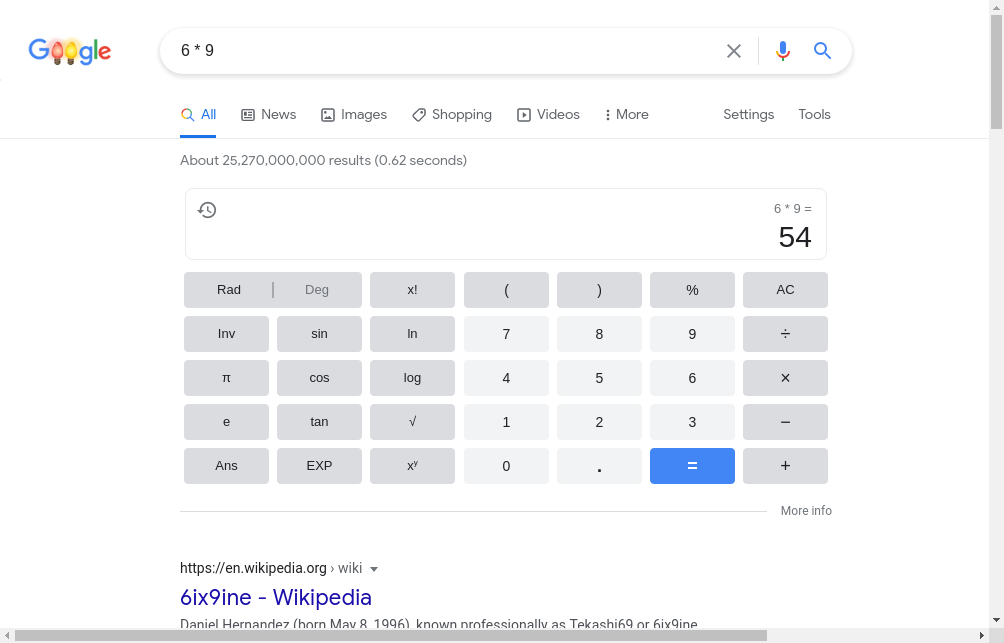 Google
6 * 9
All News Images Shopping Videos More Settings Tools
About 25,270,000,000 results (0.62 seconds)
6 * 9 =
54
Rad | Deg x! ( ) % AC
Inv sin ln 7 8 9 ÷
π cos log 4 5 6 ×
e tan √ 1 2 3 −
Ans EXP xʸ 0 . = +
More info
https://en.wikipedia.org › wiki
6ix9ine - Wikipedia
Daniel Hernandez (born May 8, 1996), known professionally as Tekashi69 or 6ix9ine